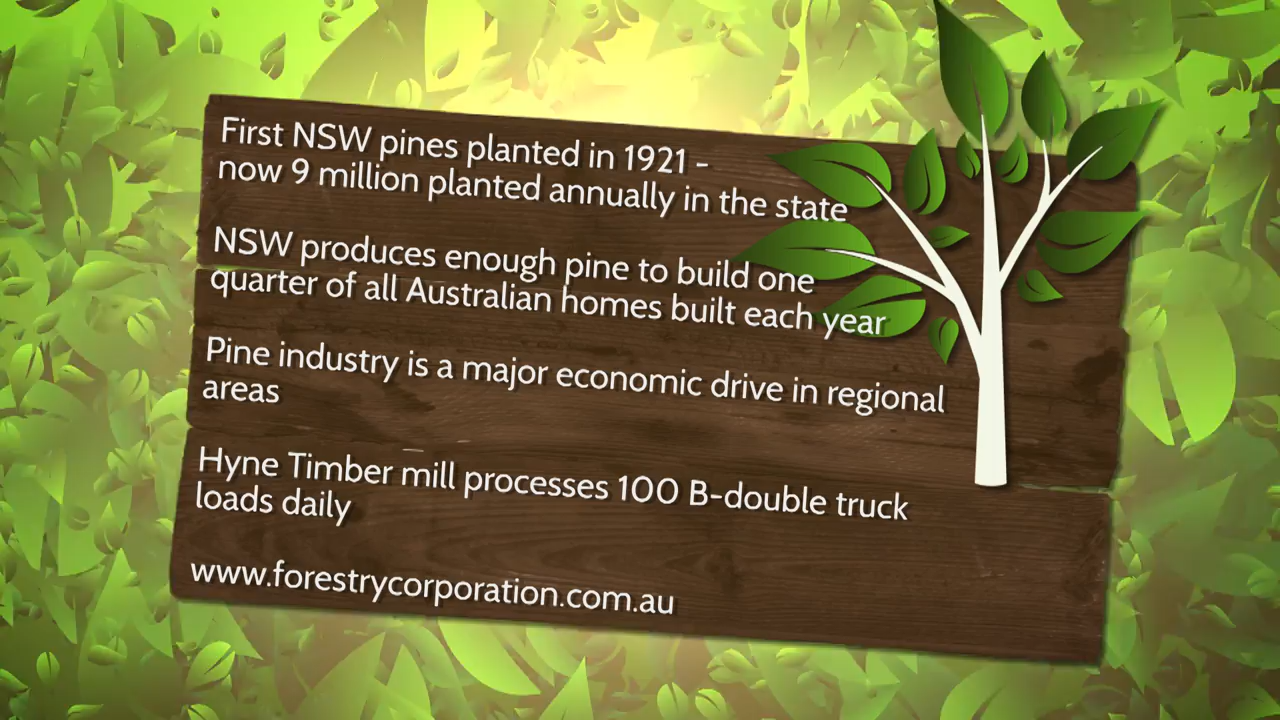 First NSW pines planted in 1921 -
now 9 million planted annually in the state
NSW produces enough pine to build one
quarter of all Australian homes built each year
Pine industry is a major economic drive in regional
areas
Hyne Timber mill processes 100 B-double truck
loads daily
www.forestrycorporation.com.au